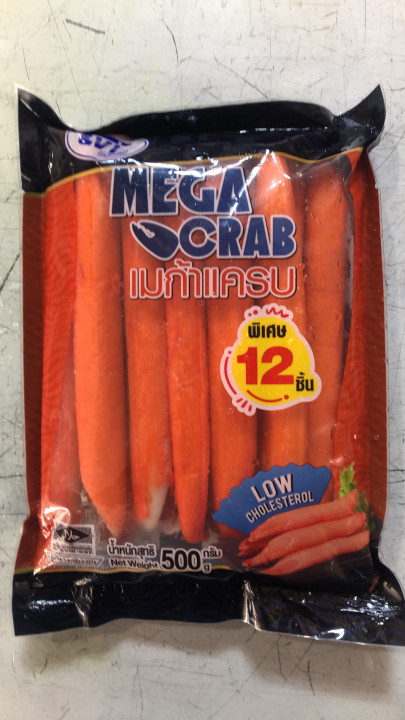 MEGA
CRAB
เมก้าแครบ
พิเศษ
12
ชิ้น
LOW
CHOLESTEROL
น้ำหนักสุทธิ 500 กรัม
Net Weight g